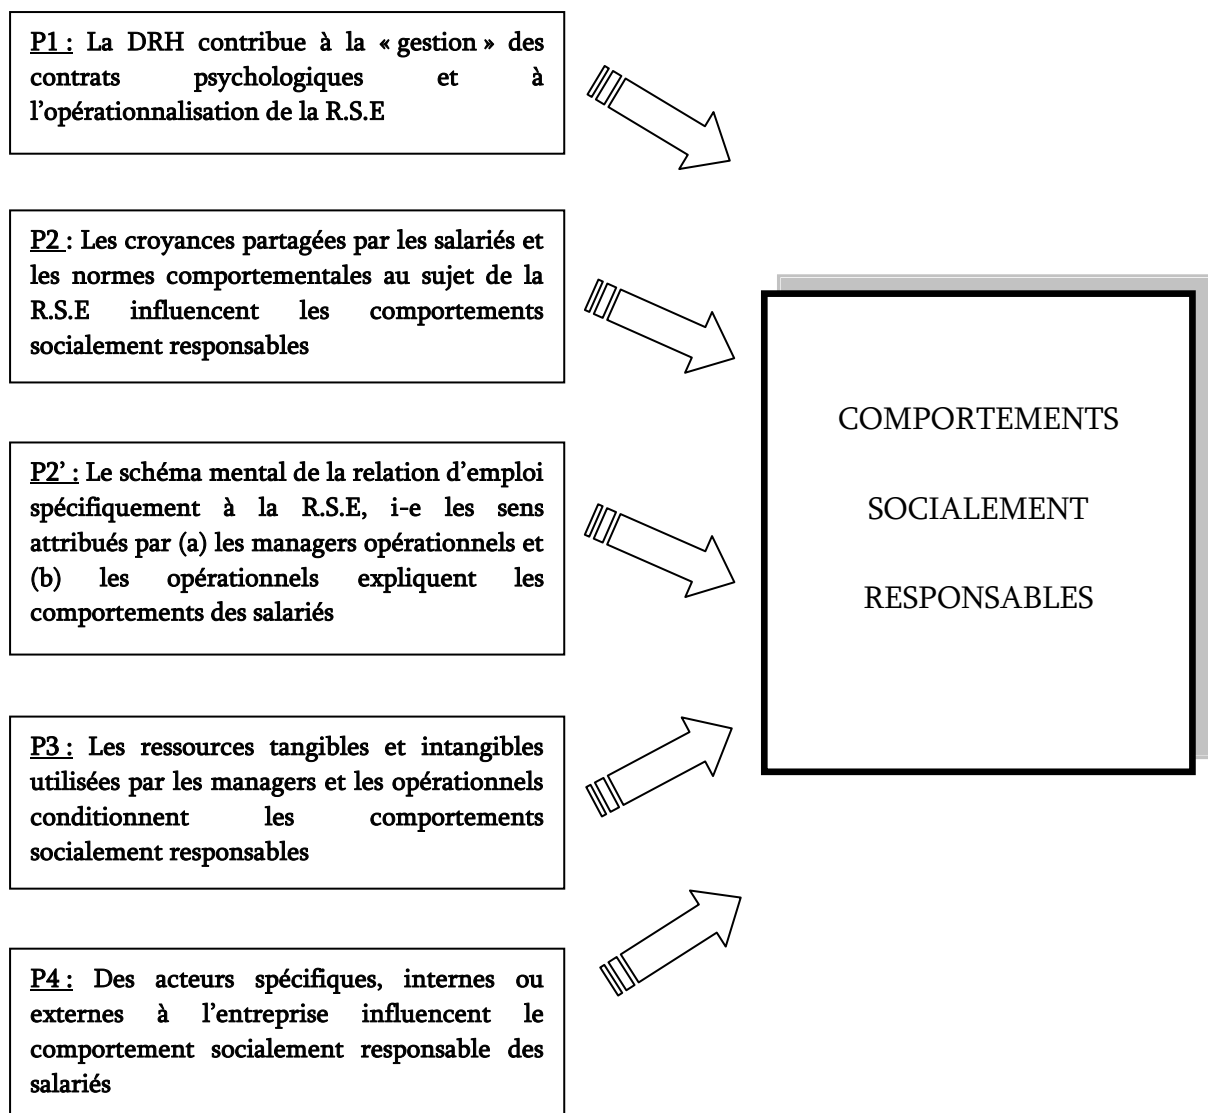 P1 : La DRH contribue à la « gestion » des
contrats psychologiques et à
l’opérationnalisation de la R.S.E
P2 : Les croyances partagées par les salariés et
les normes comportementales au sujet de la
R.S.E influencent les comportements
socialement responsables
P2’ : Le schéma mental de la relation d’emploi
spécifiquement à la R.S.E, i-e les sens
attribués par (a) les managers opérationnels et
(b) les opérationnels expliquent les
comportements des salariés
P3 : Les ressources tangibles et intangibles
utilisées par les managers et les opérationnels
conditionnent les comportements
socialement responsables
P4 : Des acteurs spécifiques, internes ou
externes à l’entreprise influencent le
comportement socialement responsable des
salariés
COMPORTEMENTS
SOCIALEMENT
RESPONSABLES